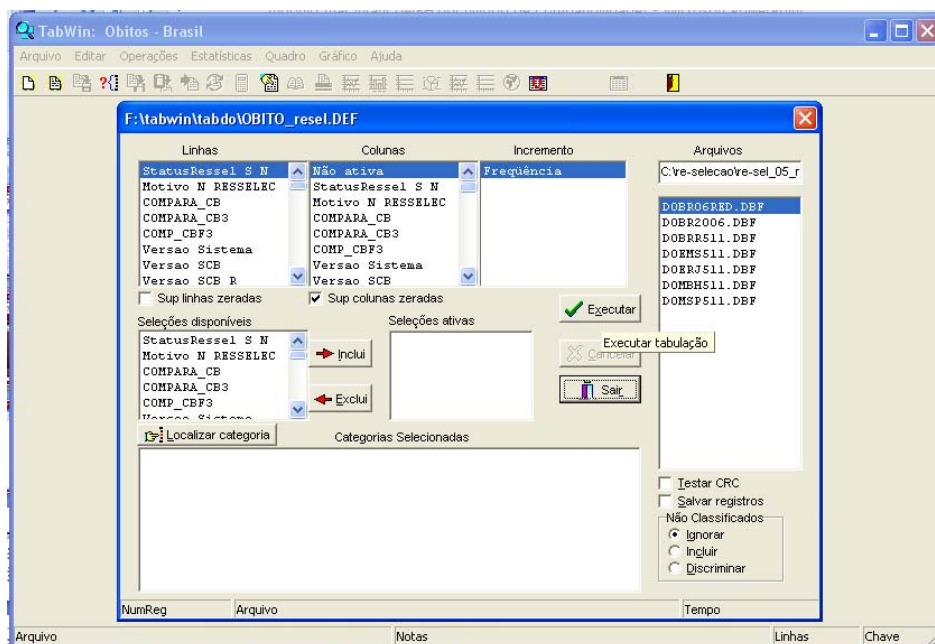 TabWin: Obitos - Brasil
Arquivo Editar Operações Estatísticas Quadro Gráfico Ajuda
F:\tabwin\tabdo\OBITO_resel.DEF
Linhas Colunas Incremento Arquivos
StatusRessel S N
Motivo N RESSELEC
COMPARA_CB
COMPARA_CB3
COMP_CBF3
Versao Sistema
Versao SCB
Versao SCB R
Não ativa
StatusRessel S N
Motivo N RESSELEC
COMPARA_CB
COMPARA_CB3
COMP_CBF3
Versao Sistema
Versao SCB
Freqüência
C:\re-selecao\re-sel_05_r
DOBR06RED.DBF
DOBR2006.DBF
DOBRR511.DBF
DOEMS511.DBF
DOERJ511.DBF
DOMBH511.DBF
DOMSP511.DBF
Sup linhas zeradas
Sup colunas zeradas
Executar
Executar tabulação
Cancelar
Sair
Seleções disponíveis
StatusRessel S N
Motivo N RESSELEC
COMPARA_CB
COMPARA_CB3
COMP_CBF3
Versao Sistema
Inclui
Exclui
Seleções ativas
Localizar categoria
Categorias Selecionadas
Testar CRC
Salvar registros
Não Classificados
Ignorar
Incluir
Discriminar
NumReg Arquivo Tempo
Arquivo Notas Linhas Chave